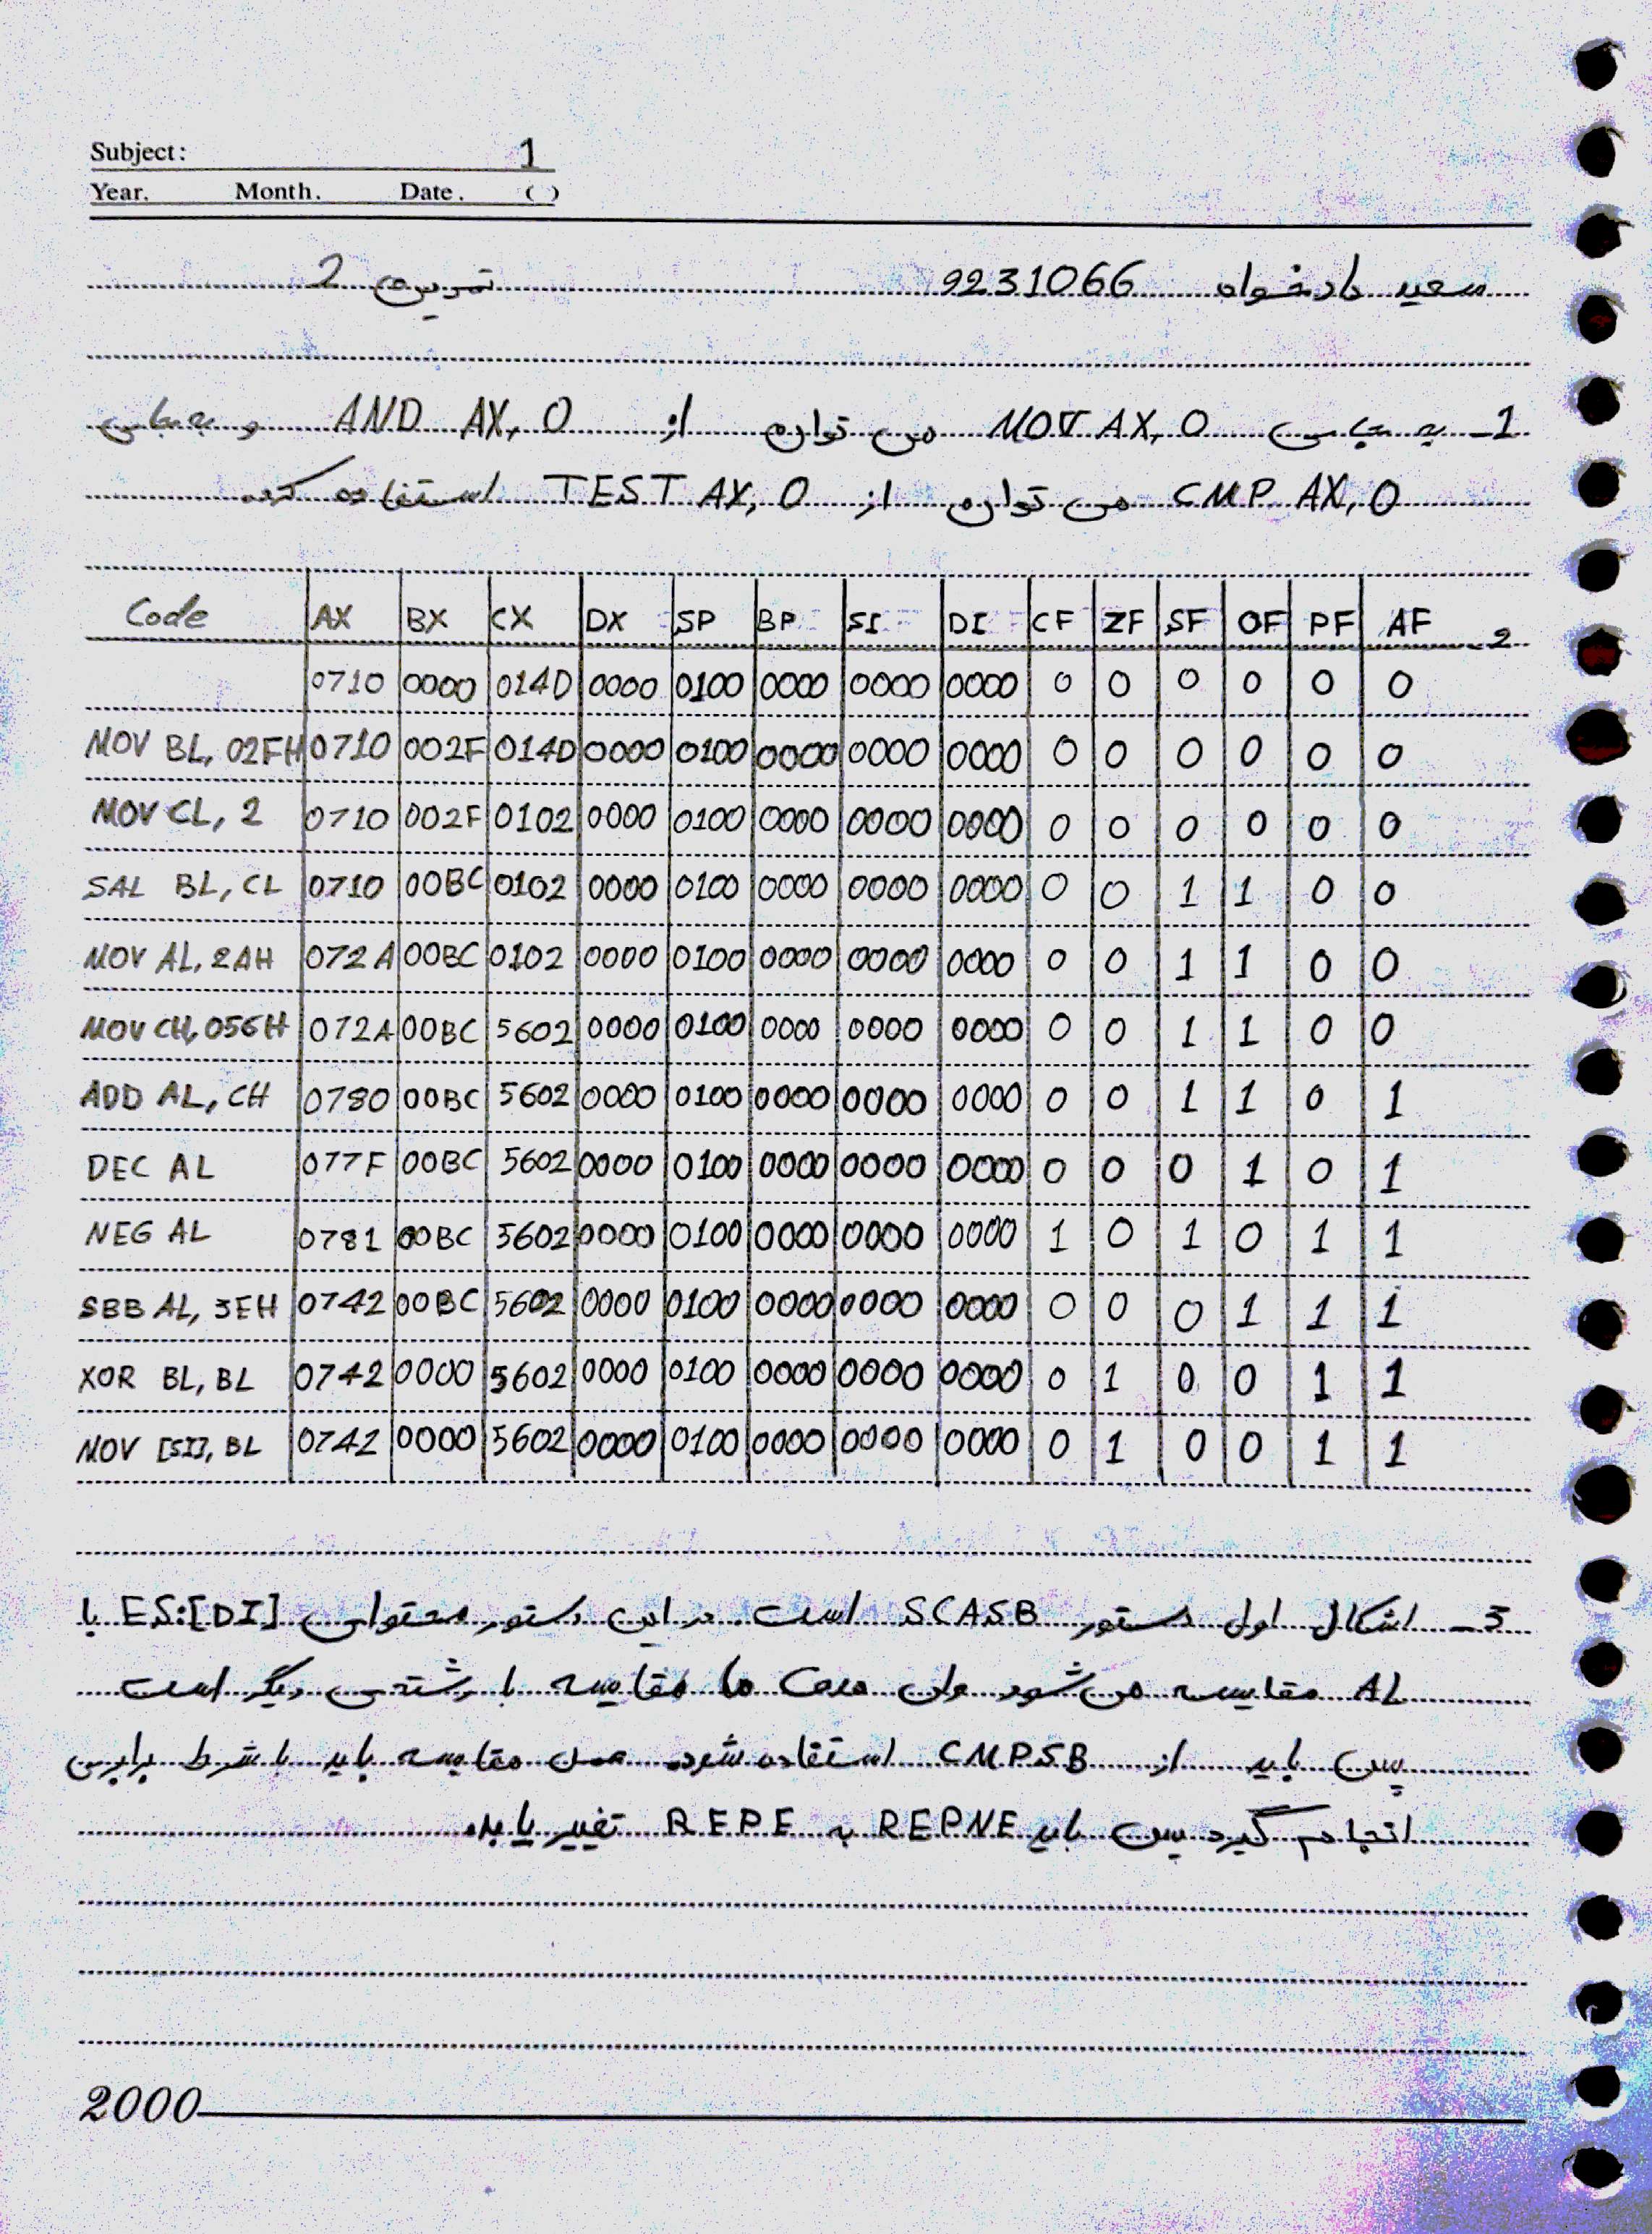 Subject: 1
Year. Month. Date. ( )
سعید دادخواه 9231066 تمرین 2
1_ به جای MOV AX, 0 می توان از AND AX, 0 و به جای
CMP AX, 0 می توان از TEST AX, 0 استفاده کرد.
Code AX BX CX DX SP BP SI DI CF ZF SF OF PF AF _2
0710 0000 014D 0000 0100 0000 0000 0000 0 0 0 0 0 0
MOV BL, 02FH 0710 002F 014D 0000 0100 0000 0000 0000 0 0 0 0 0 0
MOV CL, 2 0710 002F 0102 0000 0100 0000 0000 0000 0 0 0 0 0 0
SAL BL, CL 0710 00BC 0102 0000 0100 0000 0000 0000 0 0 1 1 0 0
MOV AL, 2AH 072A 00BC 0102 0000 0100 0000 0000 0000 0 0 1 1 0 0
MOV CH, 056H 072A 00BC 5602 0000 0100 0000 0000 0000 0 0 1 1 0 0
ADD AL, CH 0780 00BC 5602 0000 0100 0000 0000 0000 0 0 1 1 0 1
DEC AL 077F 00BC 5602 0000 0100 0000 0000 0000 0 0 0 1 0 1
NEG AL 0781 00BC 5602 0000 0100 0000 0000 0000 1 0 1 0 1 1
SBB AL, 3EH 0742 00BC 5602 0000 0100 0000 0000 0000 0 0 0 1 1 1
XOR BL, BL 0742 0000 5602 0000 0100 0000 0000 0000 0 1 0 0 1 1
MOV [SI], BL 0742 0000 5602 0000 0100 0000 0000 0000 0 1 0 0 1 1
3_ اشکال اول دستور SCASB است. در این دستور محتوای ES:[DI] با
AL مقایسه می شود ولی هدف ما مقایسه با رشته ی دیگر است
پس باید از CMPSB استفاده شود. عمل مقایسه باید با شرط برابری
انجام گیرد پس باید REPNE به REPE تغییر یابد.
2000